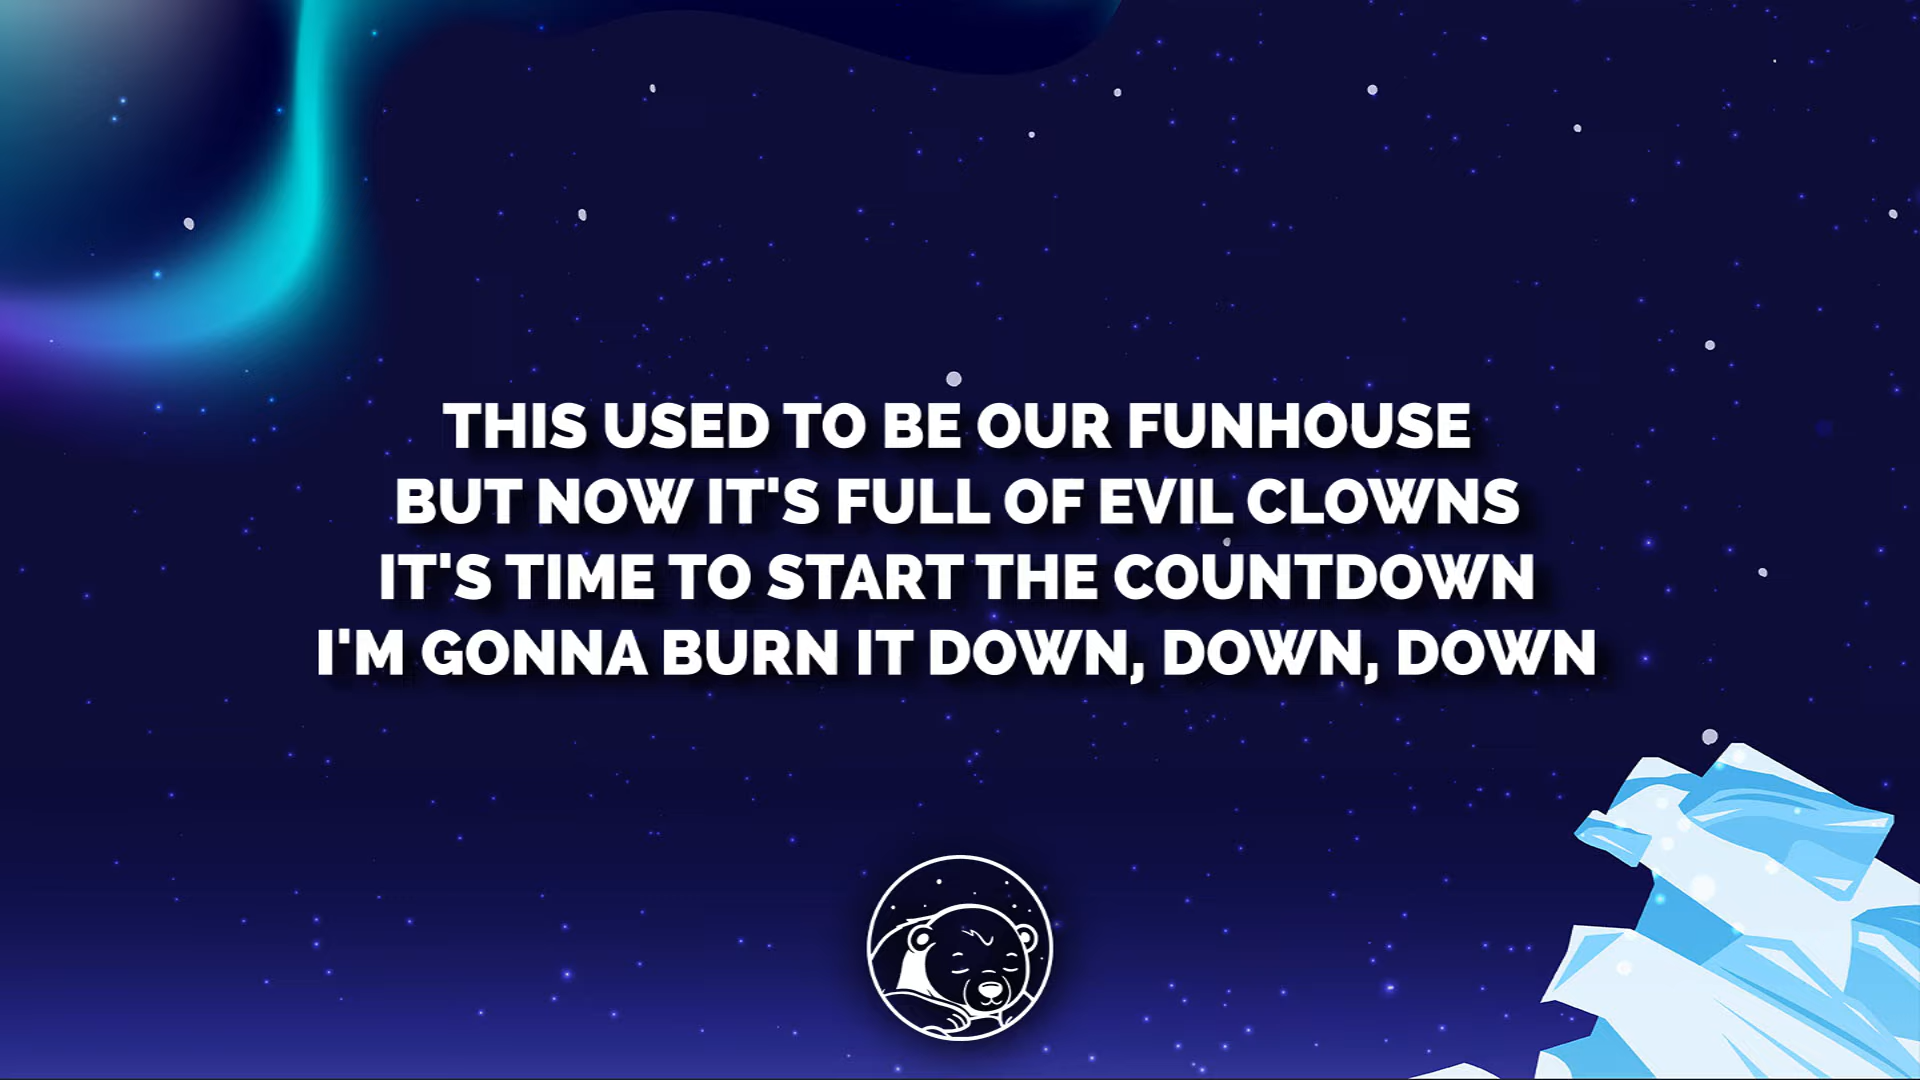 THIS USED TO BE OUR FUNHOUSE
BUT NOW IT'S FULL OF EVIL CLOWNS
IT'S TIME TO START THE COUNTDOWN
I'M GONNA BURN IT DOWN, DOWN, DOWN